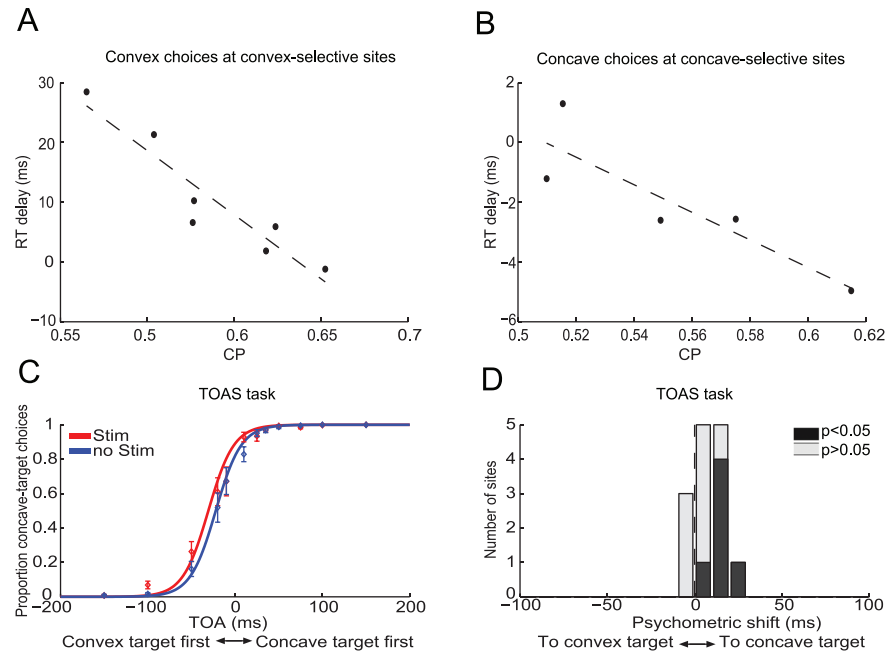 A
Convex choices at convex-selective sites
30
20
10
0
−10
RT delay (ms)
0.55 0.5 0.6 0.65 0.7
CP
B
Concave choices at concave-selective sites
2
0
−2
−4
−6
RT delay (ms)
0.5 0.52 0.54 0.56 0.58 0.6 0.62
CP
C
TOAS task
Stim
no Stim
1
0.8
0.6
0.4
0.2
0
Proportion concave-target choices
−200 −100 0 100 200
TOA (ms)
Convex target first Concave target first
D
TOAS task
p<0.05
p>0.05
5
4
3
2
1
0
Number of sites
−100 −50 0 50 100
Psychometric shift (ms)
To convex target To concave target